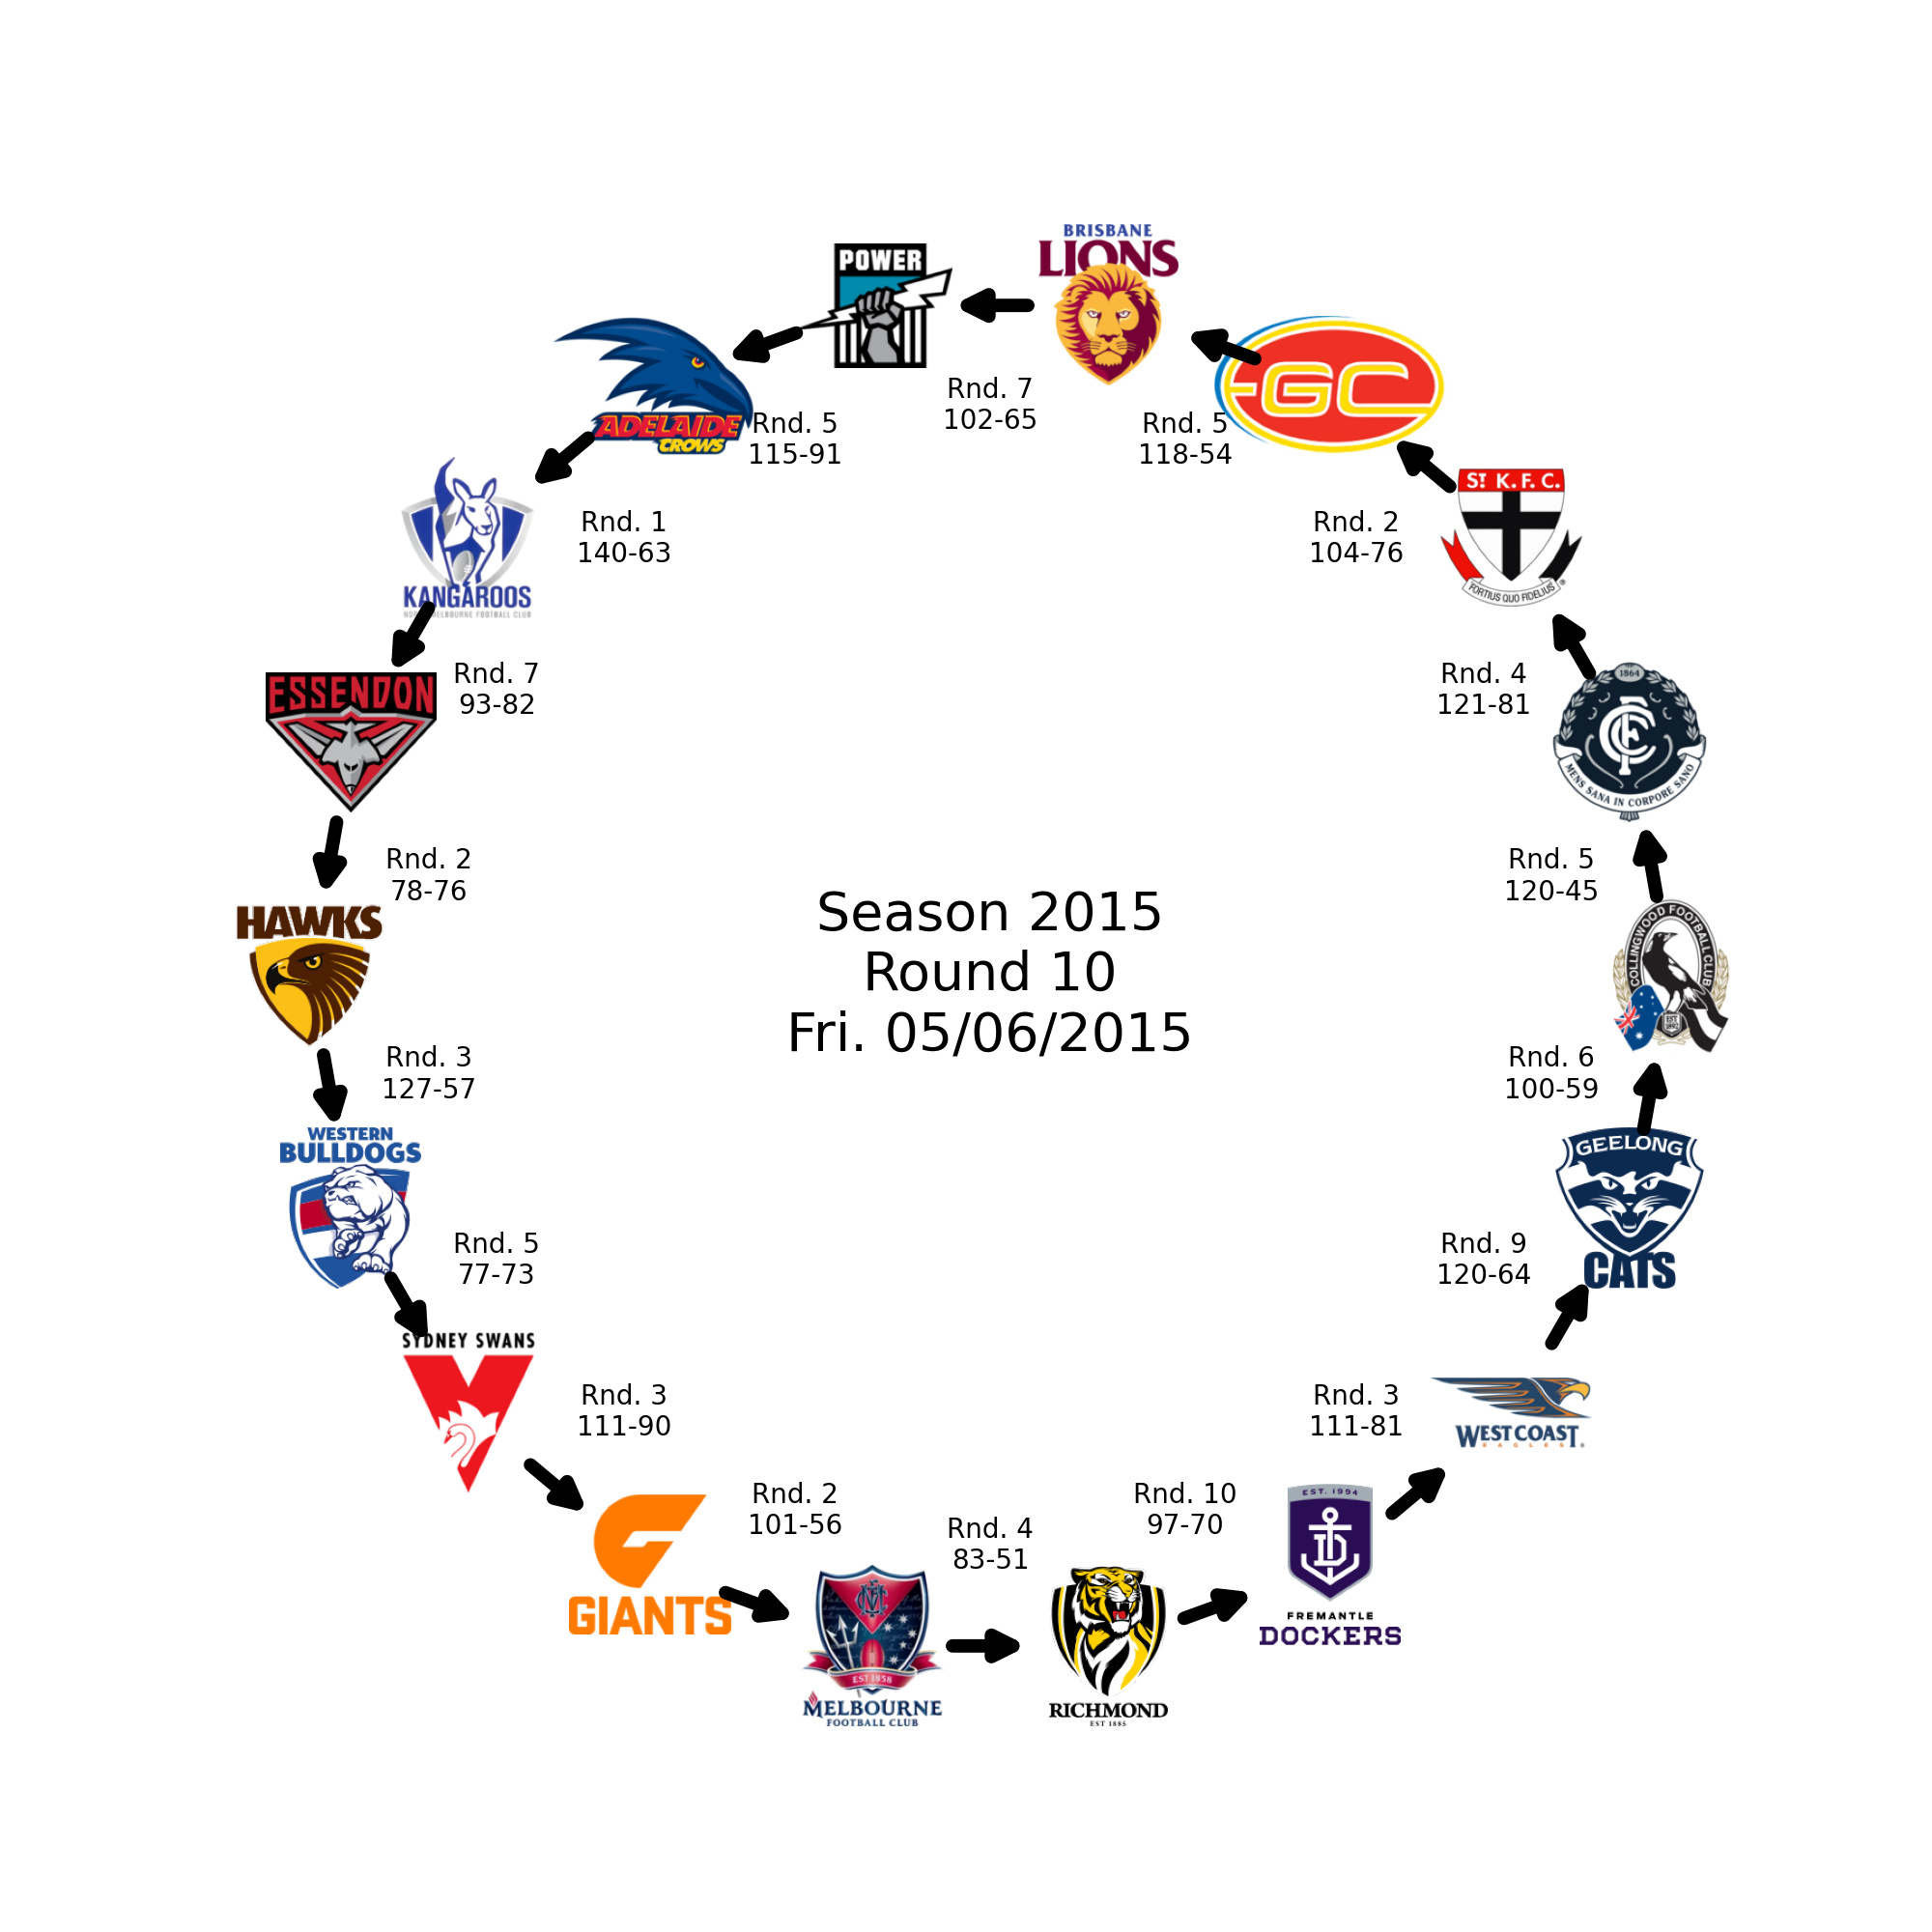 BRISBANE
LIONS
POWER
GC
ADELAIDE
CROWS
Rnd. 7
102-65
Rnd. 5
115-91
Rnd. 5
118-54
ST K.F.C.
FORTIUS QUO FIDELIUS
KANGAROOS
NORTH MELBOURNE FOOTBALL CLUB
Rnd. 1
140-63
Rnd. 2
104-76
ESSENDON
Rnd. 7
93-82
Rnd. 4
121-81
1864
CFC
MENS SANA IN CORPORE SANO
Rnd. 2
78-76
Rnd. 5
120-45
HAWKS
Season 2015
Round 10
Fri. 05/06/2015
COLLINGWOOD FOOTBALL CLUB
EST
1892
Rnd. 3
127-57
Rnd. 6
100-59
WESTERN
BULLDOGS
GEELONG
CATS
Rnd. 5
77-73
Rnd. 9
120-64
SYDNEY SWANS
Rnd. 3
111-90
Rnd. 3
111-81
WEST COAST
EAGLES
Rnd. 2
101-56
Rnd. 4
83-51
Rnd. 10
97-70
EST. 1994
FREMANTLE
DOCKERS
GIANTS
EST 1858
MELBOURNE
FOOTBALL CLUB
RICHMOND
EST 1885